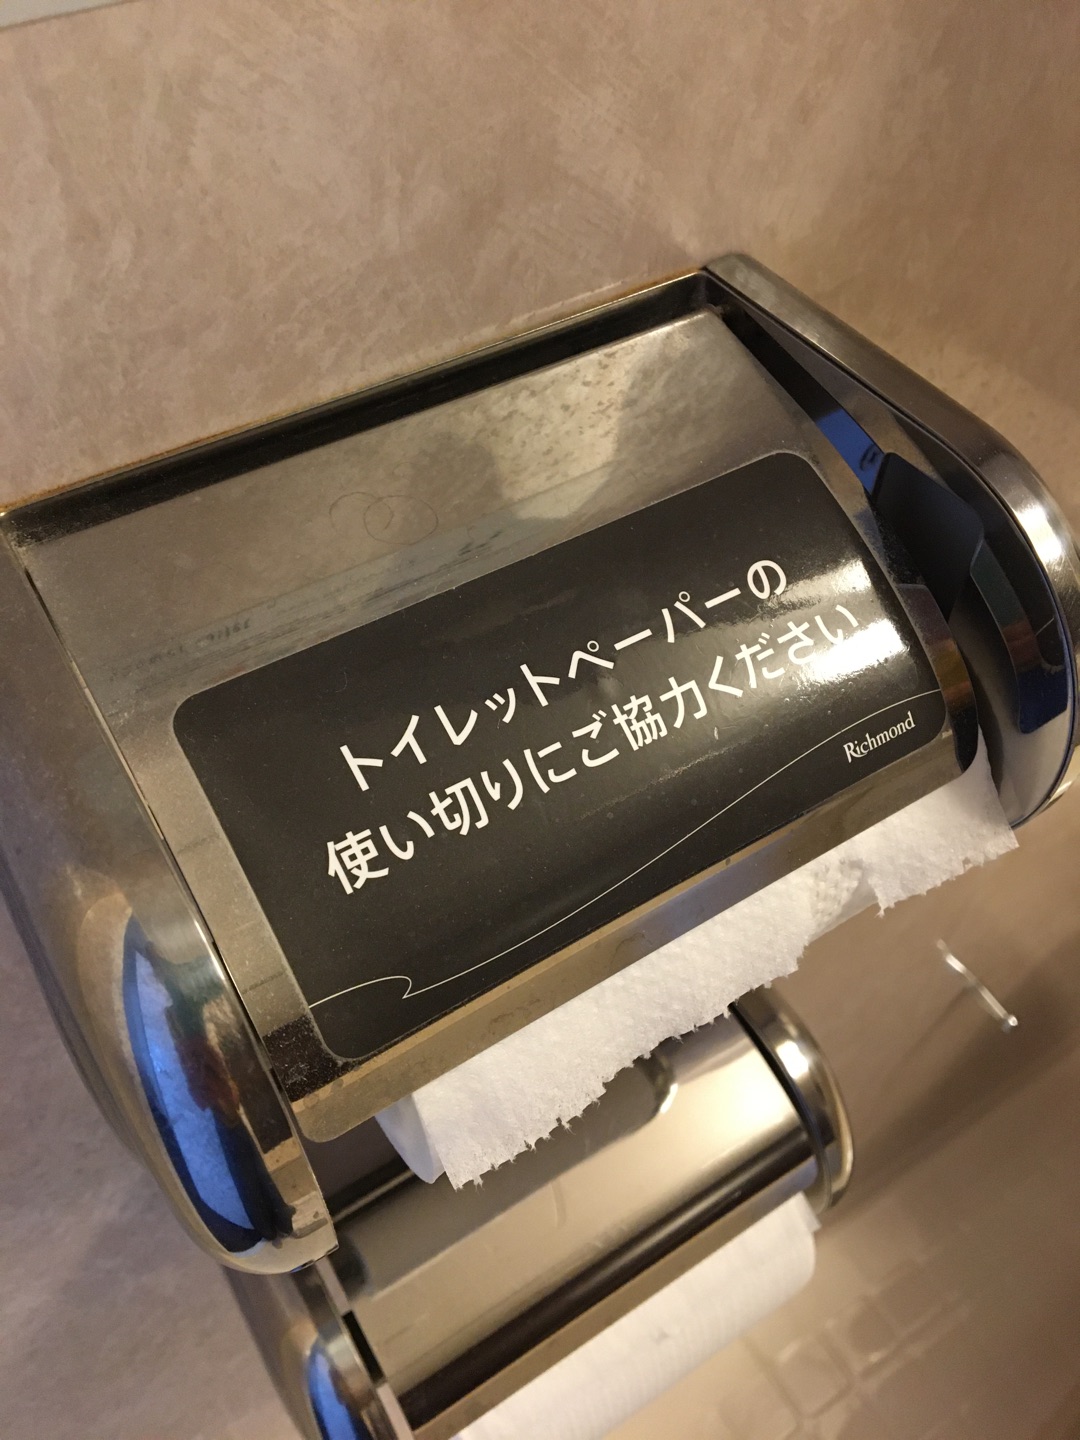 トイレットペーパーの
使い切りにご協力ください
Richmond